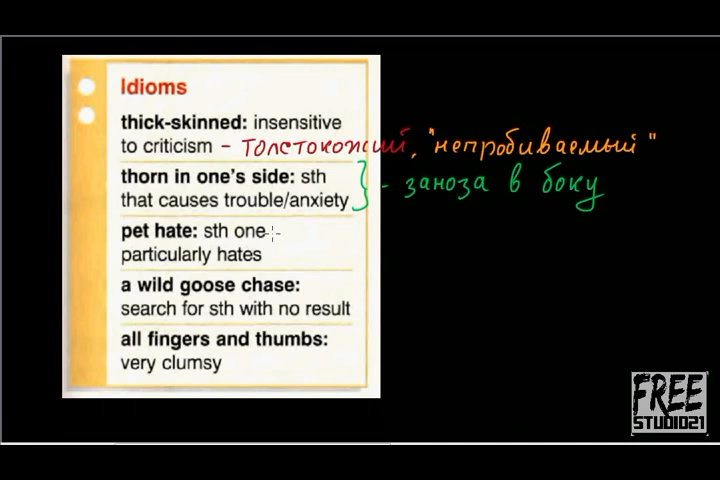 Idioms
thick-skinned: insensitive
to criticism - толстокожий, "непробиваемый"
thorn in one's side: sth
that causes trouble/anxiety - заноза в боку
pet hate: sth one
particularly hates
a wild goose chase:
search for sth with no result
all fingers and thumbs:
very clumsy
FREE
STUDIO21